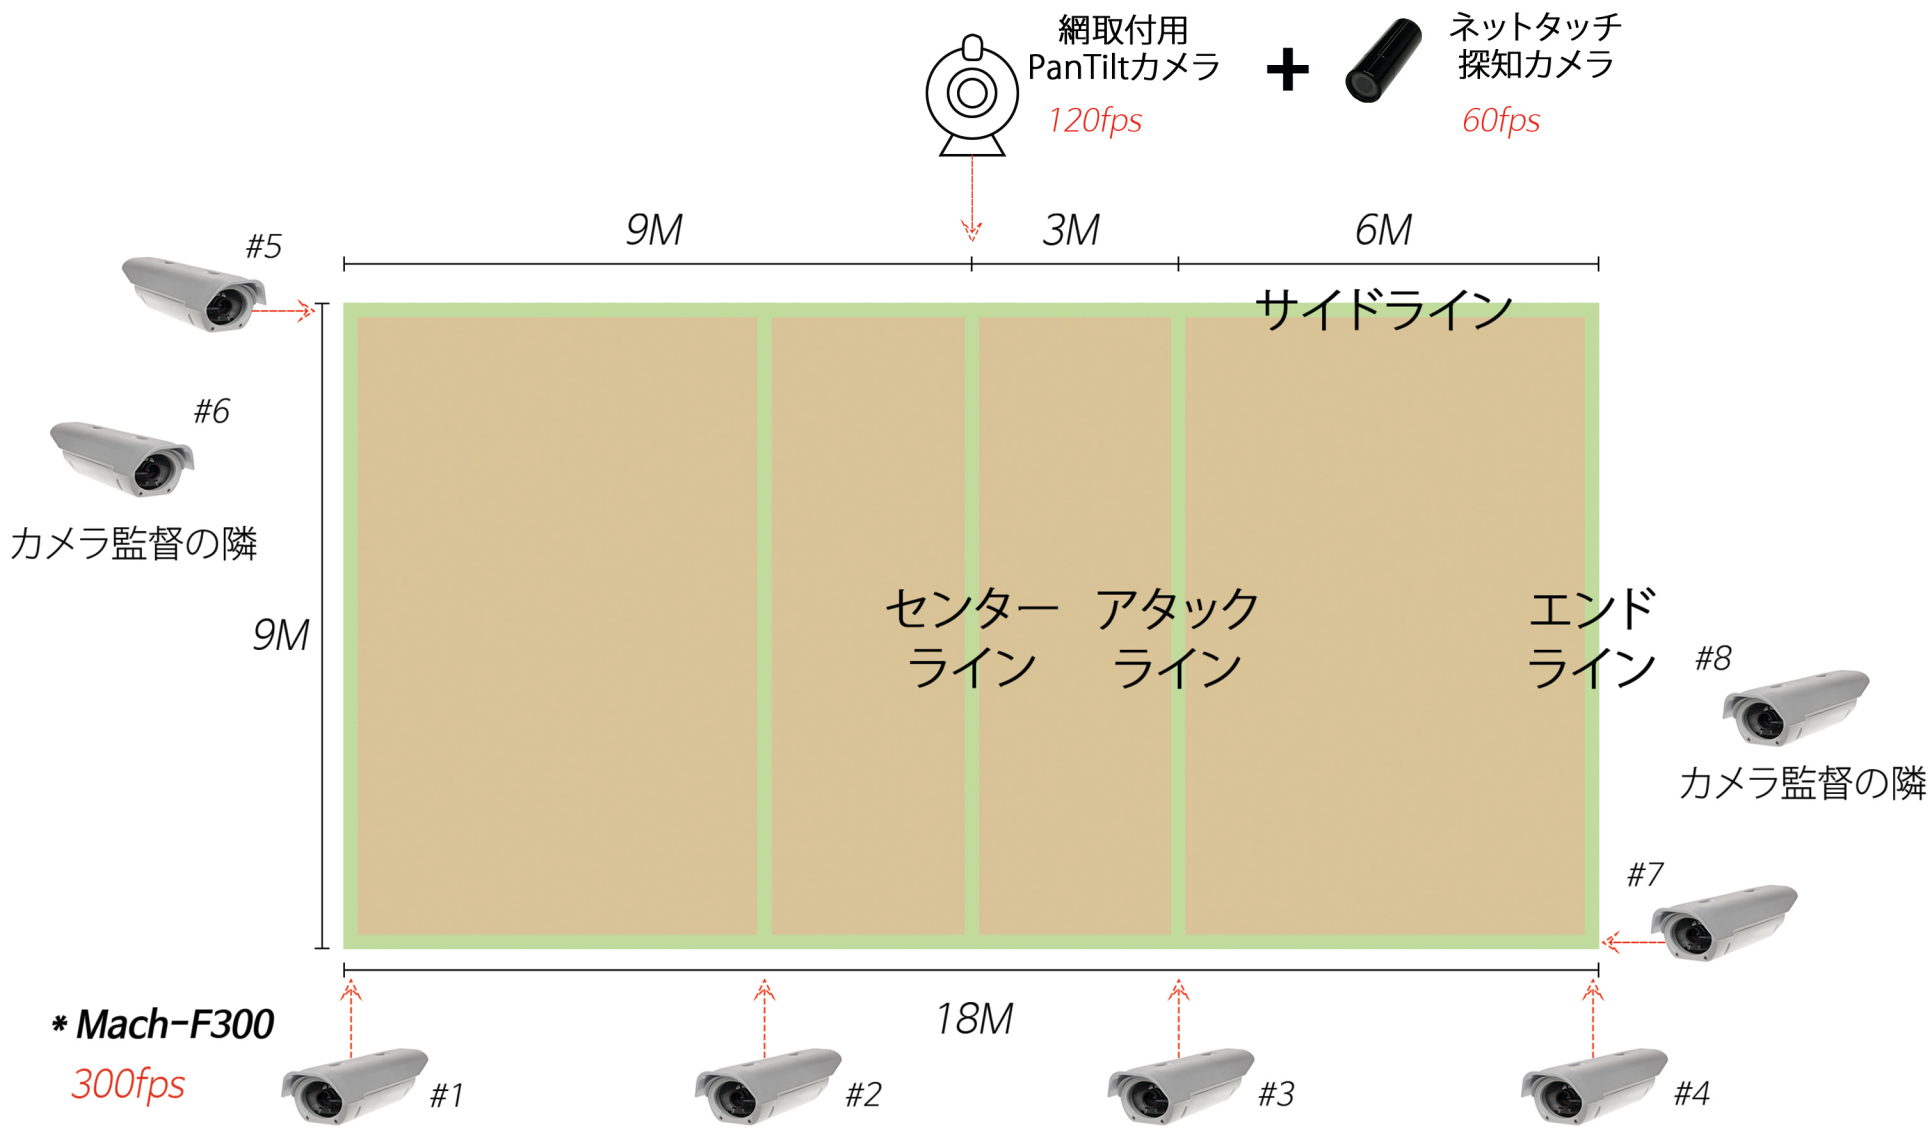 網取付用
PanTiltカメラ
120fps
ネットタッチ
探知カメラ
60fps
9M
3M
6M
#5
サイドライン
#6
カメラ監督の隣
9M
センター
ライン
アタック
ライン
エンド
ライン
#8
カメラ監督の隣
#7
* Mach-F300
300fps
18M
#1
#2
#3
#4